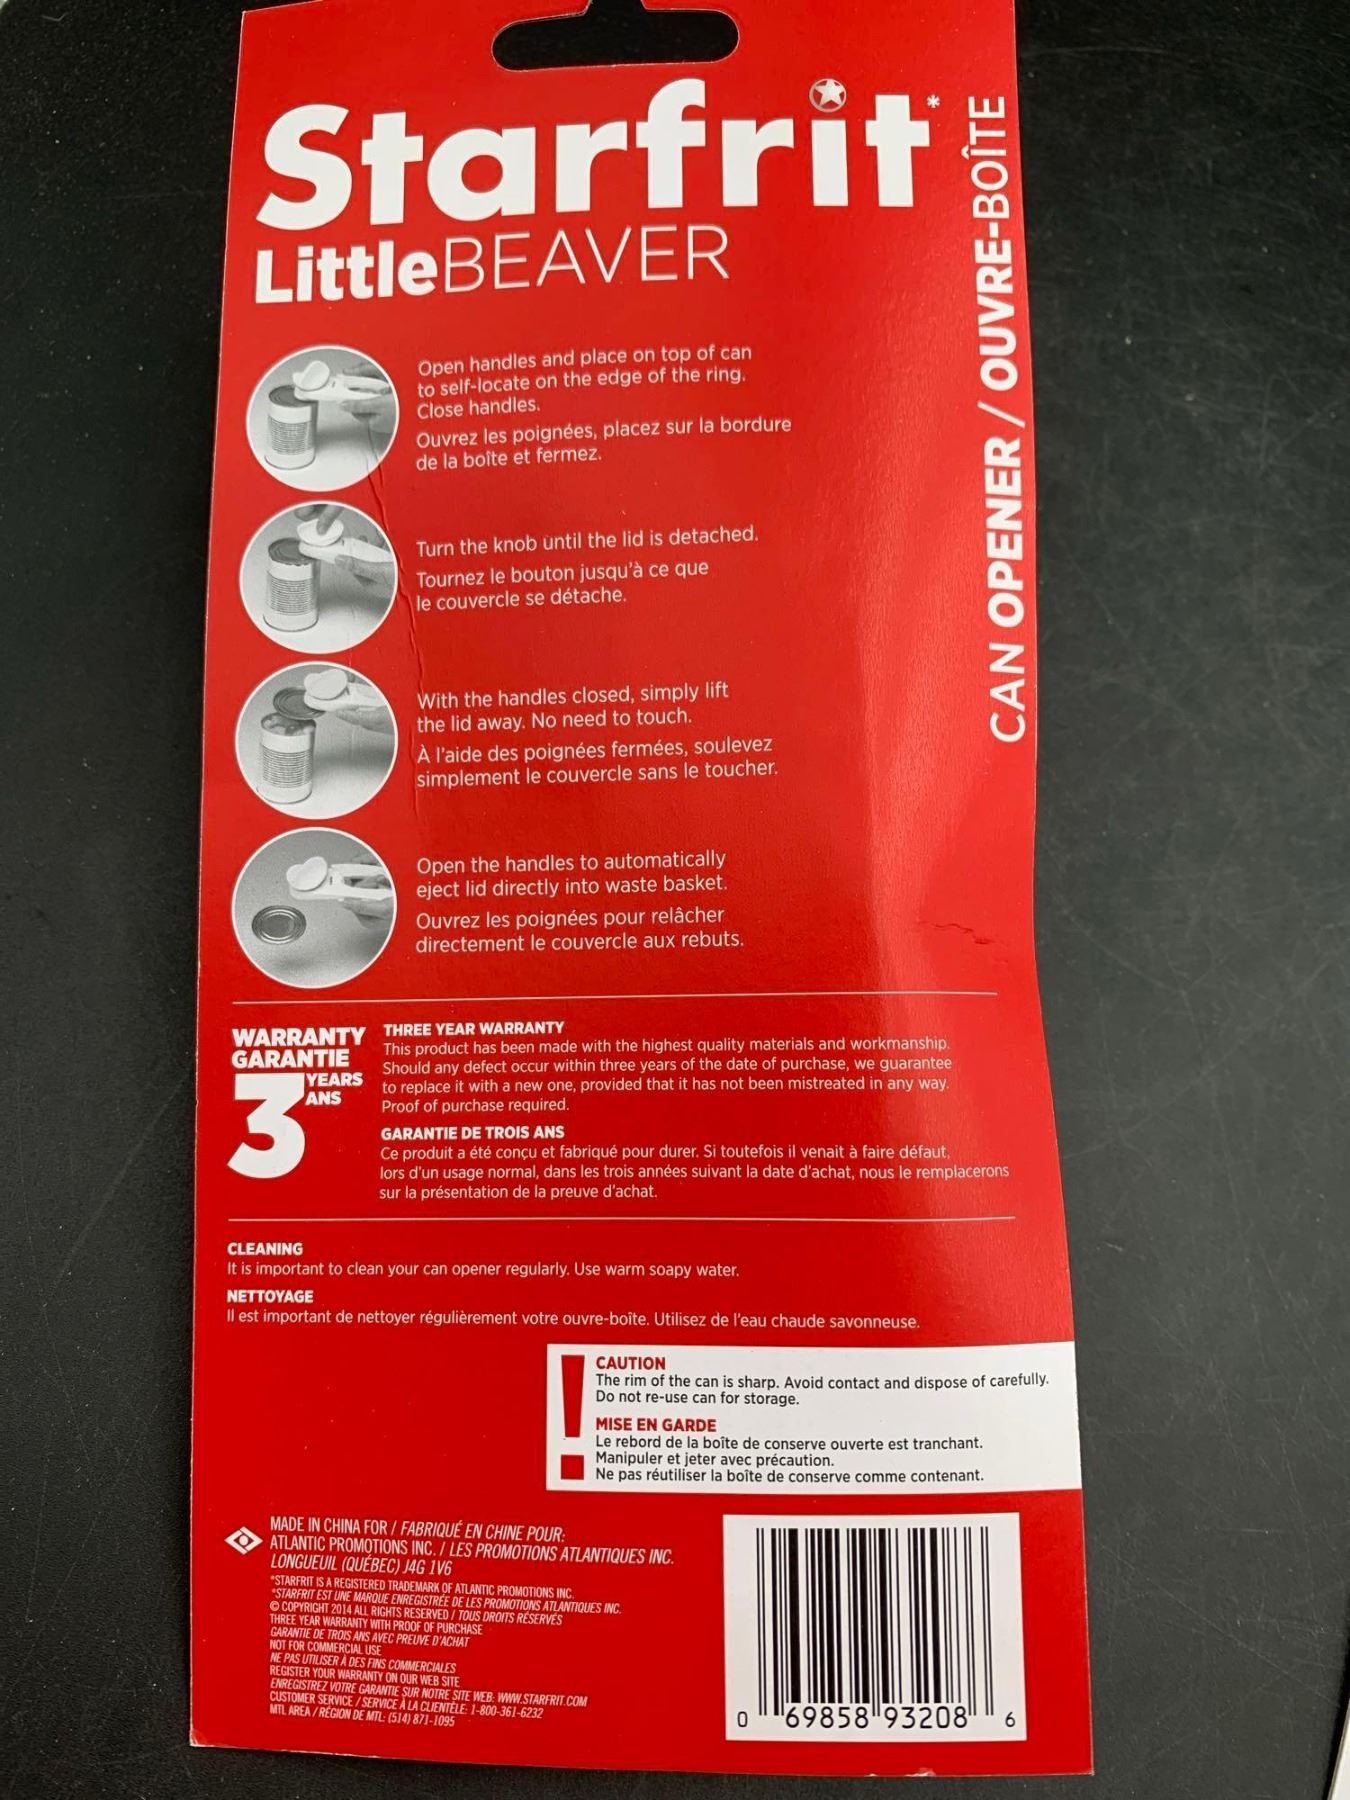 Starfrit*
LittleBEAVER
CAN OPENER / OUVRE-BOÎTE
Open handles and place on top of can
to self-locate on the edge of the ring.
Close handles.
Ouvrez les poignées, placez sur la bordure
de la boîte et fermez.
Turn the knob until the lid is detached.
Tournez le bouton jusqu'à ce que
le couvercle se détache.
With the handles closed, simply lift
the lid away. No need to touch.
À l'aide des poignées fermées, soulevez
simplement le couvercle sans le toucher.
Open the handles to automatically
eject lid directly into waste basket.
Ouvrez les poignées pour relâcher
directement le couvercle aux rebuts.
WARRANTY
GARANTIE
3 YEARS
ANS
THREE YEAR WARRANTY
This product has been made with the highest quality materials and workmanship.
Should any defect occur within three years of the date of purchase, we guarantee
to replace it with a new one, provided that it has not been mistreated in any way.
Proof of purchase required.
GARANTIE DE TROIS ANS
Ce produit a été conçu et fabriqué pour durer. Si toutefois il venait à faire défaut,
lors d'un usage normal, dans les trois années suivant la date d'achat, nous le remplacerons
sur la présentation de la preuve d'achat.
CLEANING
It is important to clean your can opener regularly. Use warm soapy water.
NETTOYAGE
Il est important de nettoyer régulièrement votre ouvre-boîte. Utilisez de l'eau chaude savonneuse.
CAUTION
The rim of the can is sharp. Avoid contact and dispose of carefully.
Do not re-use can for storage.
MISE EN GARDE
Le rebord de la boîte de conserve ouverte est tranchant.
Manipuler et jeter avec précaution.
Ne pas réutiliser la boîte de conserve comme contenant.
MADE IN CHINA FOR / FABRIQUÉ EN CHINE POUR:
ATLANTIC PROMOTIONS INC. / LES PROMOTIONS ATLANTIQUES INC.
LONGUEUIL (QUÉBEC) J4G 1V6
*STARFRIT IS A REGISTERED TRADEMARK OF ATLANTIC PROMOTIONS INC.
*STARFRIT EST UNE MARQUE ENREGISTRÉE DE LES PROMOTIONS ATLANTIQUES INC.
© COPYRIGHT 2014 ALL RIGHTS RESERVED / TOUS DROITS RÉSERVÉS
THREE YEAR WARRANTY WITH PROOF OF PURCHASE
GARANTIE DE TROIS ANS AVEC PREUVE D'ACHAT
NOT FOR COMMERCIAL USE
NE PAS UTILISER À DES FINS COMMERCIALES
REGISTER YOUR WARRANTY ON OUR WEB SITE
ENREGISTREZ VOTRE GARANTIE SUR NOTRE SITE WEB: WWW.STARFRIT.COM
CUSTOMER SERVICE / SERVICE À LA CLIENTÈLE: 1-800-361-6232
MTL AREA / RÉGION DE MTL: (514) 871-1095
0 69858 93208 6